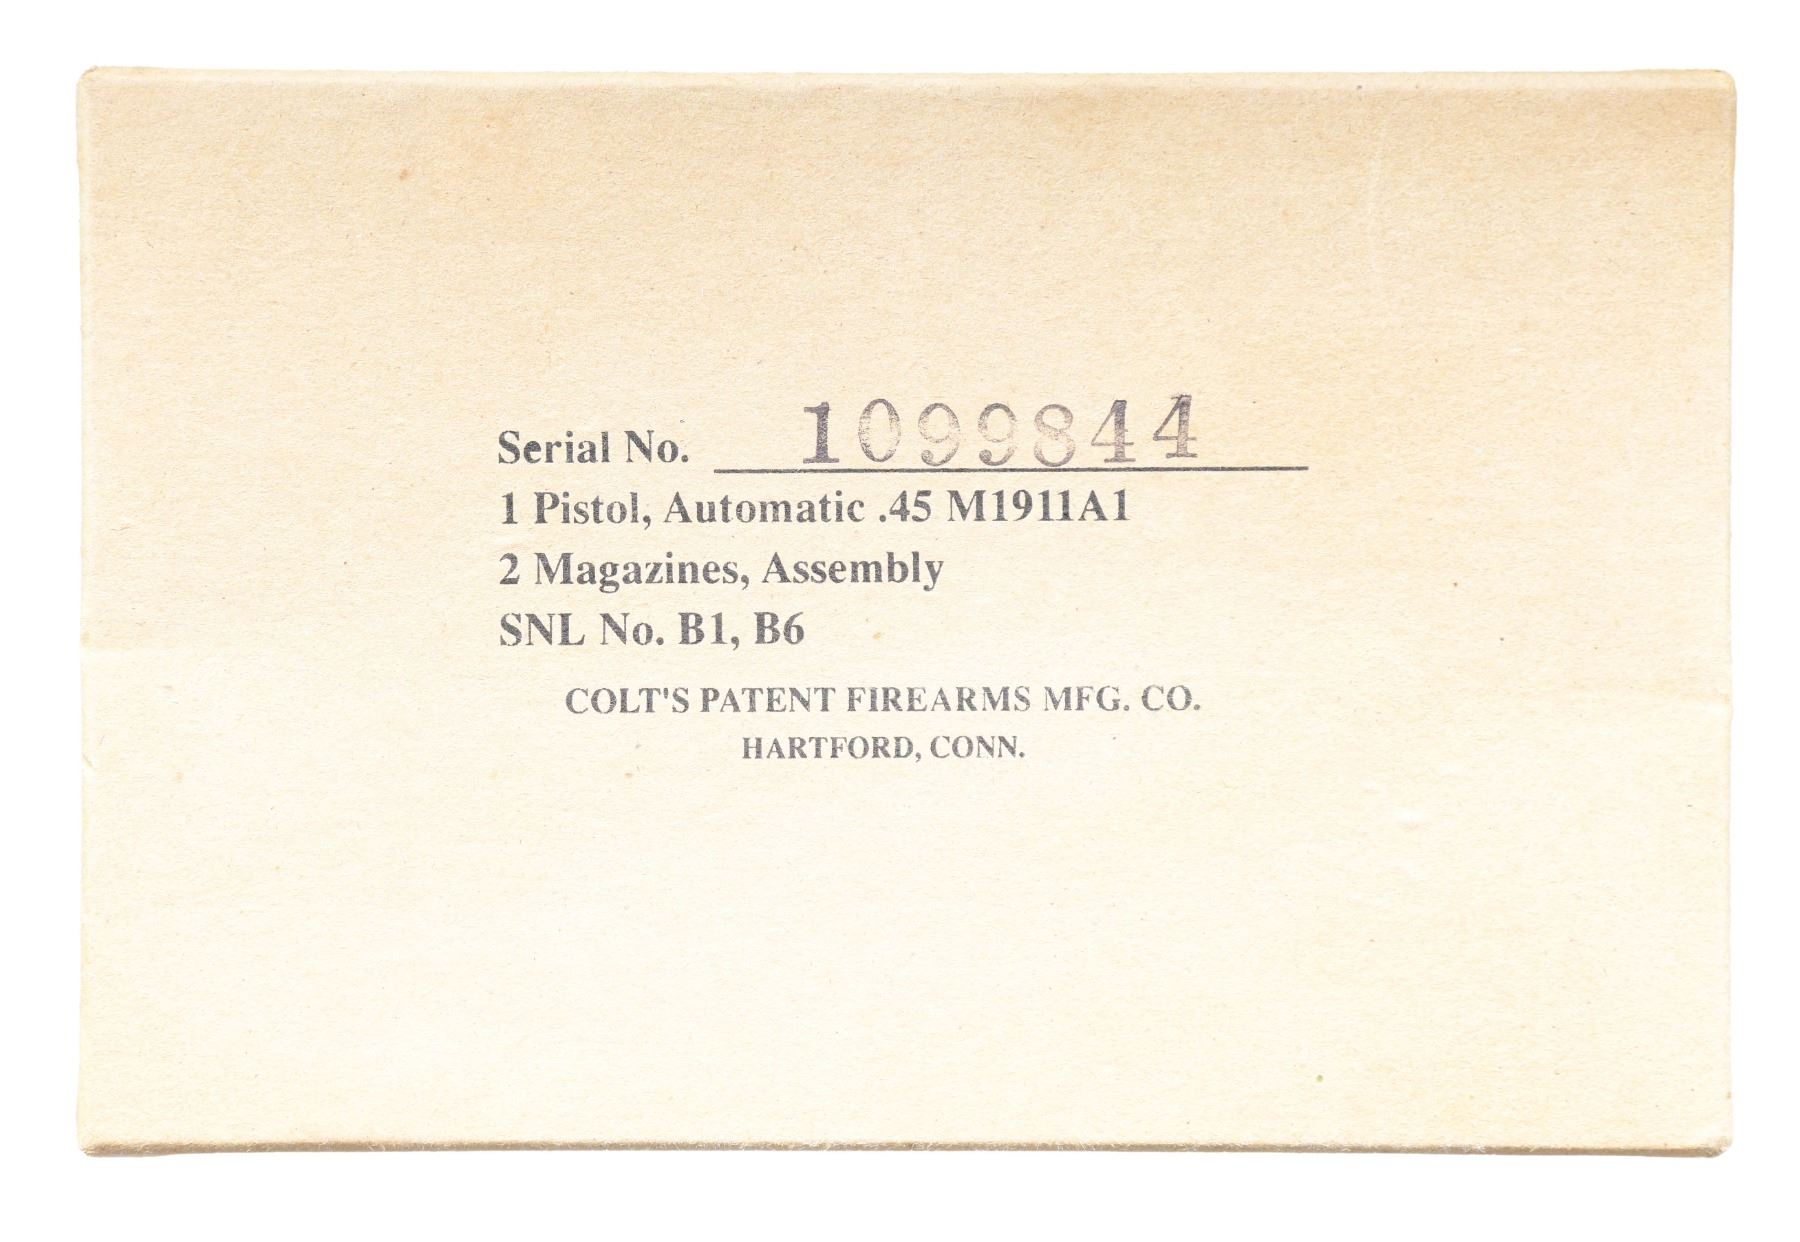 Serial No. 1099844
1 Pistol, Automatic .45 M1911A1
2 Magazines, Assembly
SNL No. B1, B6
COLT'S PATENT FIREARMS MFG. CO.
HARTFORD, CONN.